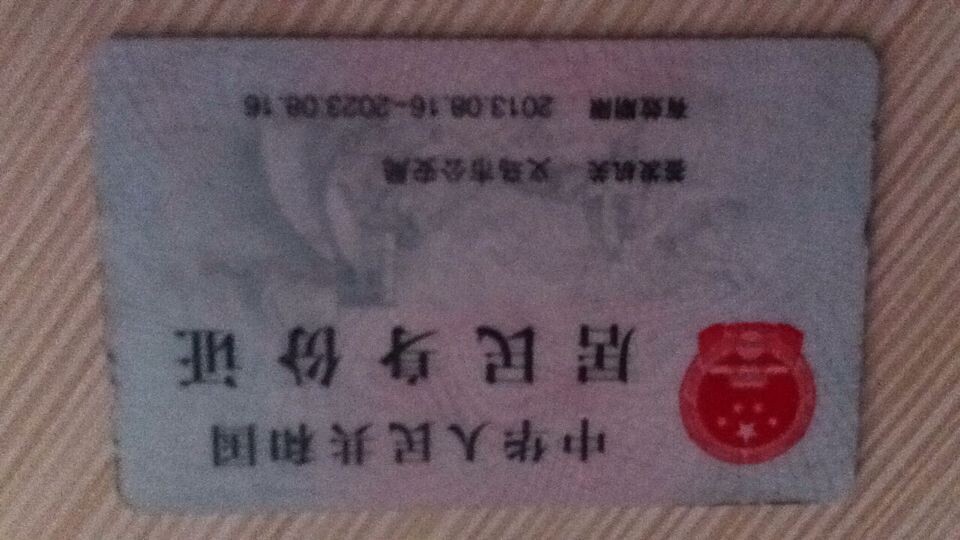 中华人民共和国
居民身份证
签发机关 义乌市公安局
有效期限 2013.08.16-2023.08.16